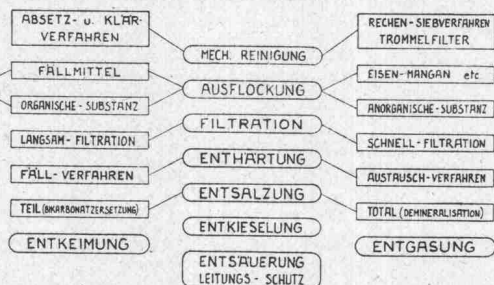 ABSETZ- u. KLÄR-
VERFAHREN
RECHEN-SIEBVERFAHREN
TROMMELFILTER
MECH. REINIGUNG
FÄLLMITTEL
EISEN-MANGAN etc.
AUSFLOCKUNG
ORGANISCHE-SUBSTANZ
ANORGANISCHE-SUBSTANZ
FILTRATION
LANGSAM-FILTRATION
SCHNELL-FILTRATION
ENTHÄRTUNG
FÄLL-VERFAHREN
AUSTAUSCH-VERFAHREN
ENTSALZUNG
TEIL (BIKARBONATZERSETZUNG)
TOTAL (DEMINERALISATION)
ENTKIESELUNG
ENTKEIMUNG
ENTGASUNG
ENTSÄUERUNG
LEITUNGS-SCHUTZ